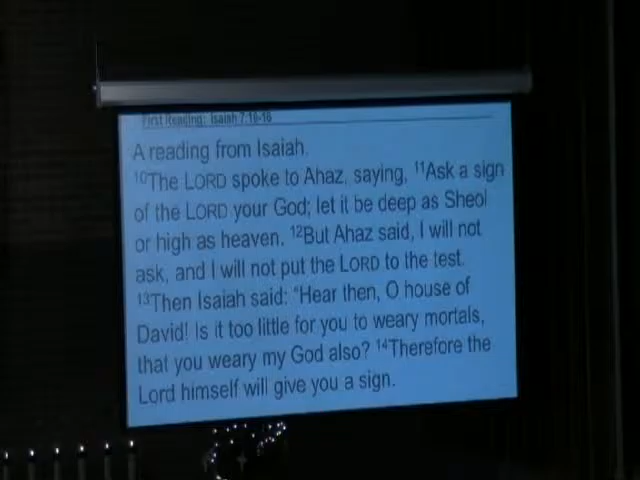 First Reading: Isaiah 7:10-16
A reading from Isaiah.
10The LORD spoke to Ahaz, saying, 11Ask a sign
of the LORD your God; let it be deep as Sheol
or high as heaven. 12But Ahaz said, I will not
ask, and I will not put the LORD to the test.
13Then Isaiah said: "Hear then, O house of
David! Is it too little for you to weary mortals,
that you weary my God also? 14Therefore the
Lord himself will give you a sign.